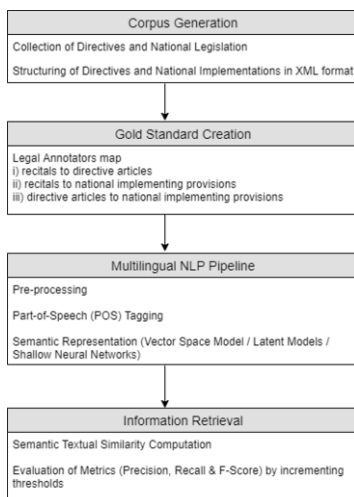 Corpus Generation
Collection of Directives and National Legislation
Structuring of Directives and National Implementations in XML format
Gold Standard Creation
Legal Annotators map
i) recitals to directive articles
ii) recitals to national implementing provisions
iii) directive articles to national implementing provisions
Multilingual NLP Pipeline
Pre-processing
Part-of-Speech (POS) Tagging
Semantic Representation (Vector Space Model / Latent Models /
Shallow Neural Networks)
Information Retrieval
Semantic Textual Similarity Computation
Evaluation of Metrics (Precision, Recall & F-Score) by incrementing
thresholds